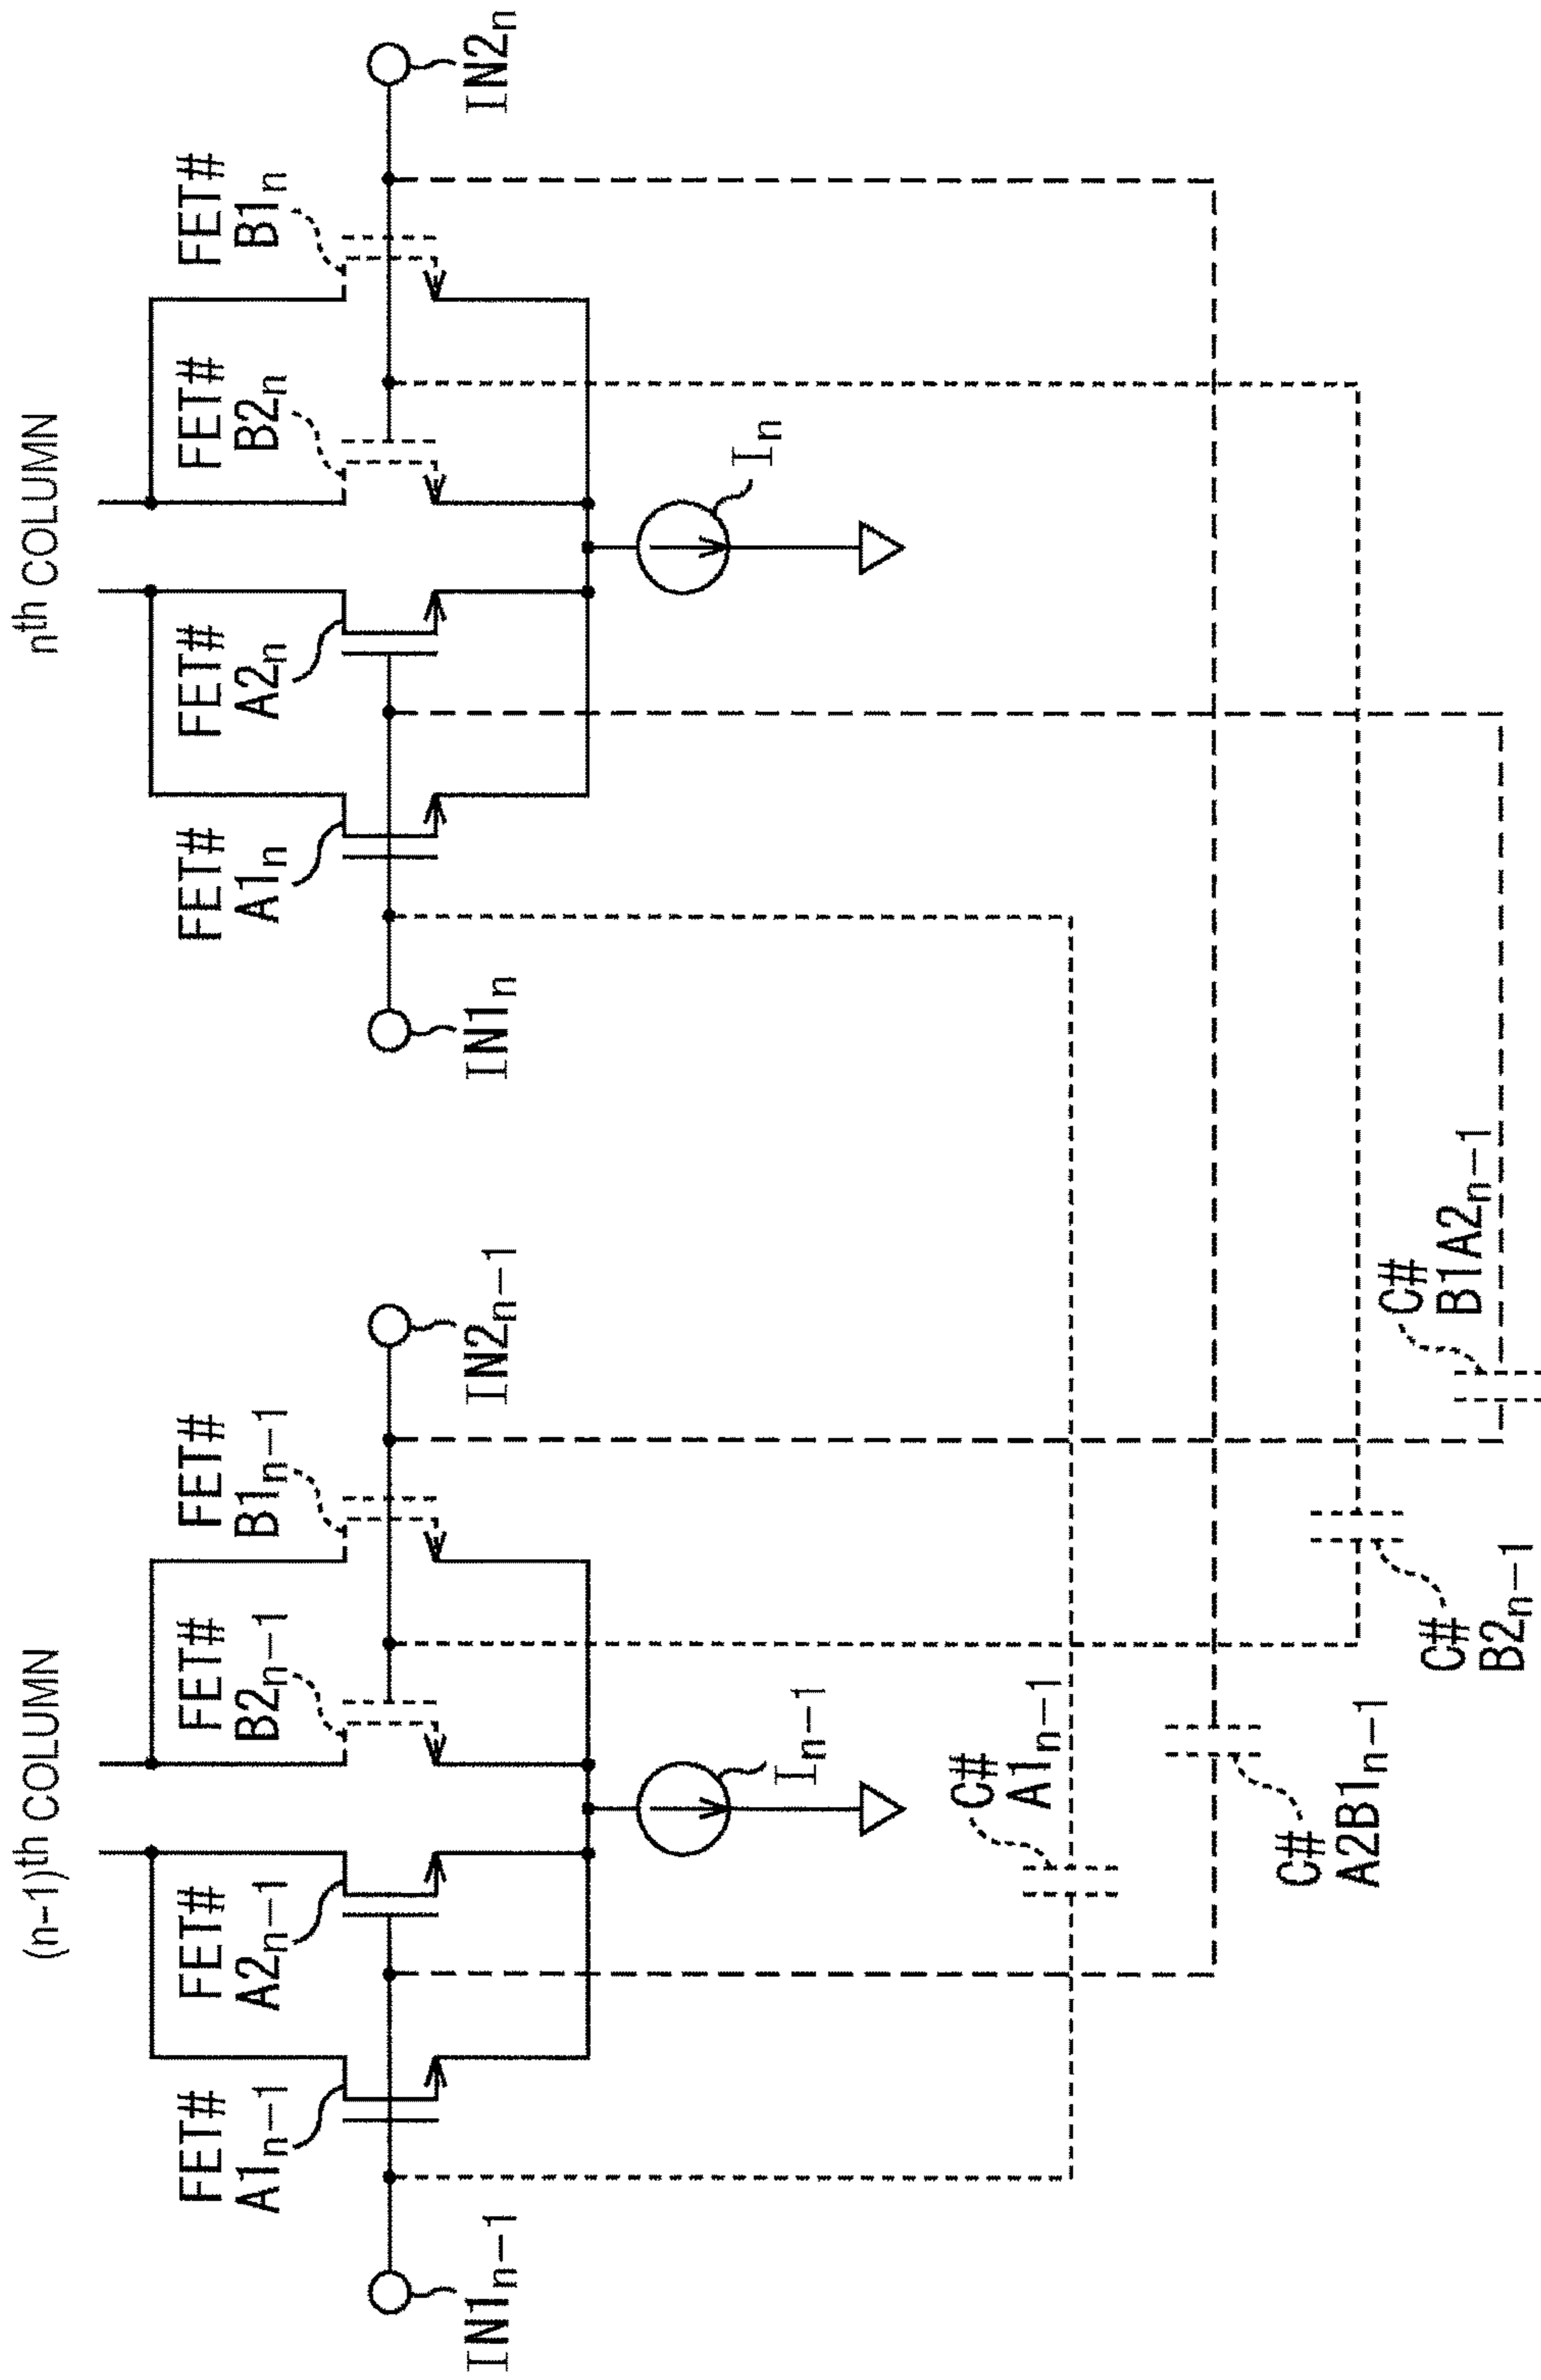 (n-1)th COLUMN
nth COLUMN
FET#
A1n-1
FET#
A2n-1
FET#
B2n-1
FET#
B1n-1
FET#
A1n
FET#
A2n
FET#
B2n
FET#
B1n
IN1n-1
IN2n-1
IN1n
IN2n
In-1
In
C#
A1n-1
C#
A2B1n-1
C#
B2n-1
C#
B1A2n-1